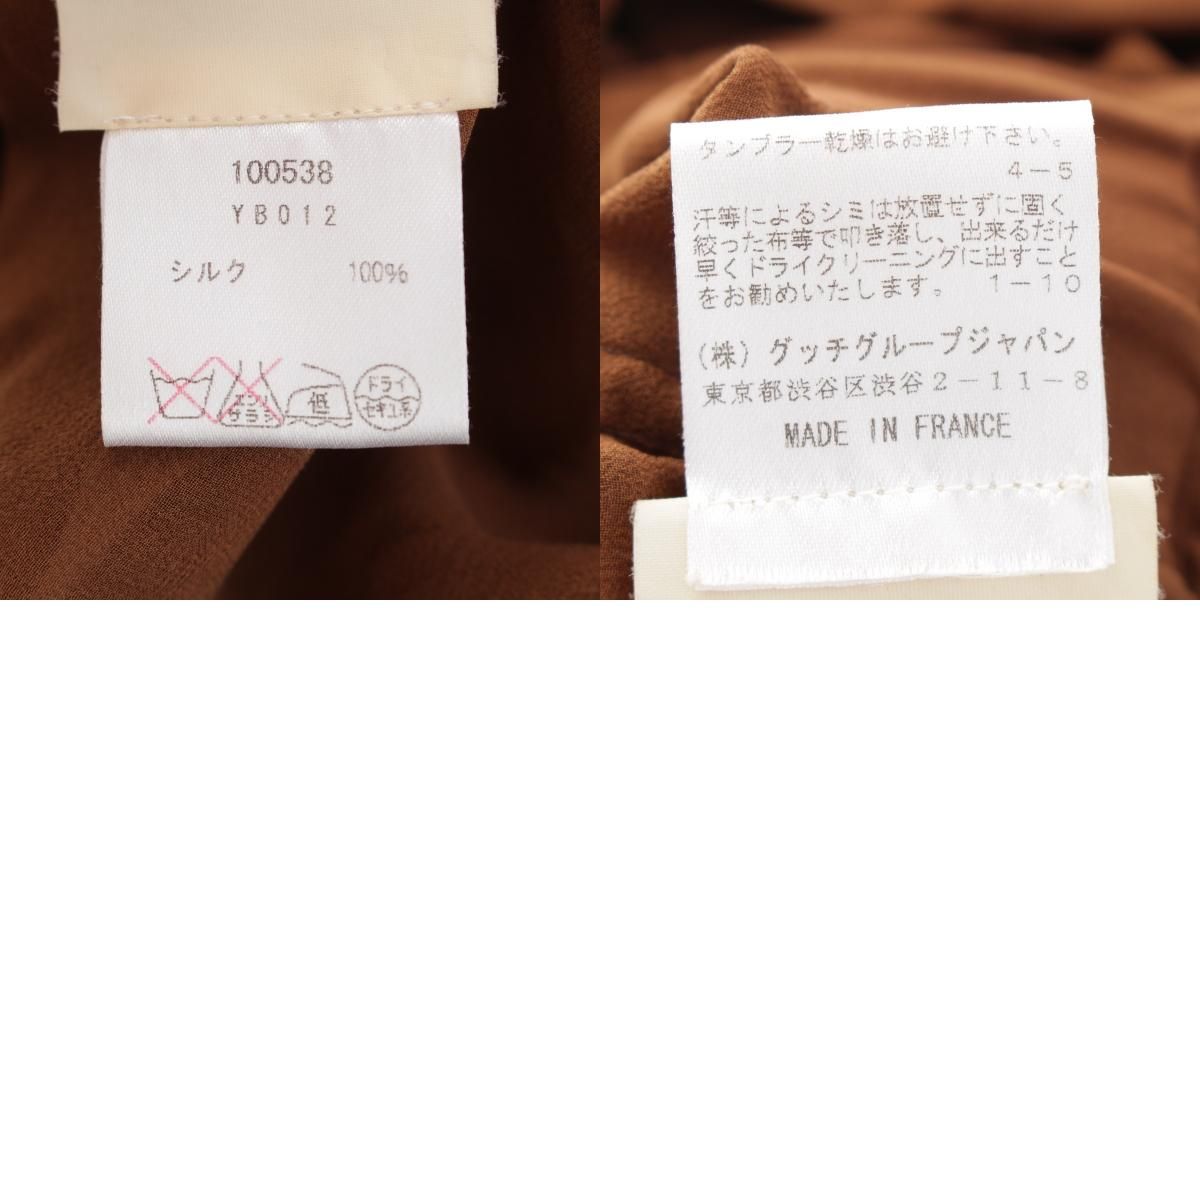 100538
YB012
シルク 100%
エンソ
サラシ
低
ドライ
セキユ系
タンブラー乾燥はお避け下さい。
4-5
汗等によるシミは放置せずに固く
絞った布等で叩き落し、出来るだけ
早くドライクリーニングに出すこと
をお勧めいたします。 1-10
(株) グッチグループジャパン
東京都渋谷区渋谷2-11-8
MADE IN FRANCE